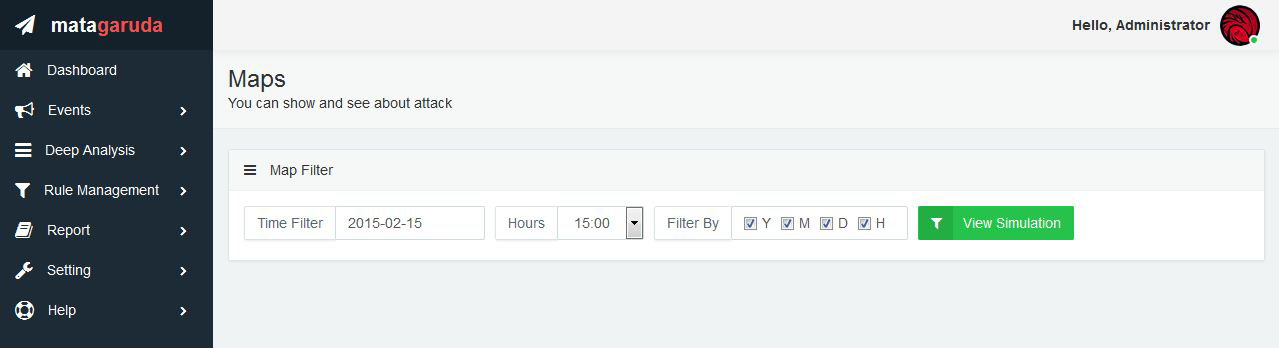 matagaruda
Hello, Administrator
Dashboard
Events
Deep Analysis
Rule Management
Report
Setting
Help
Maps
You can show and see about attack
Map Filter
Time Filter 2015-02-15 Hours 15:00 Filter By Y M D H View Simulation